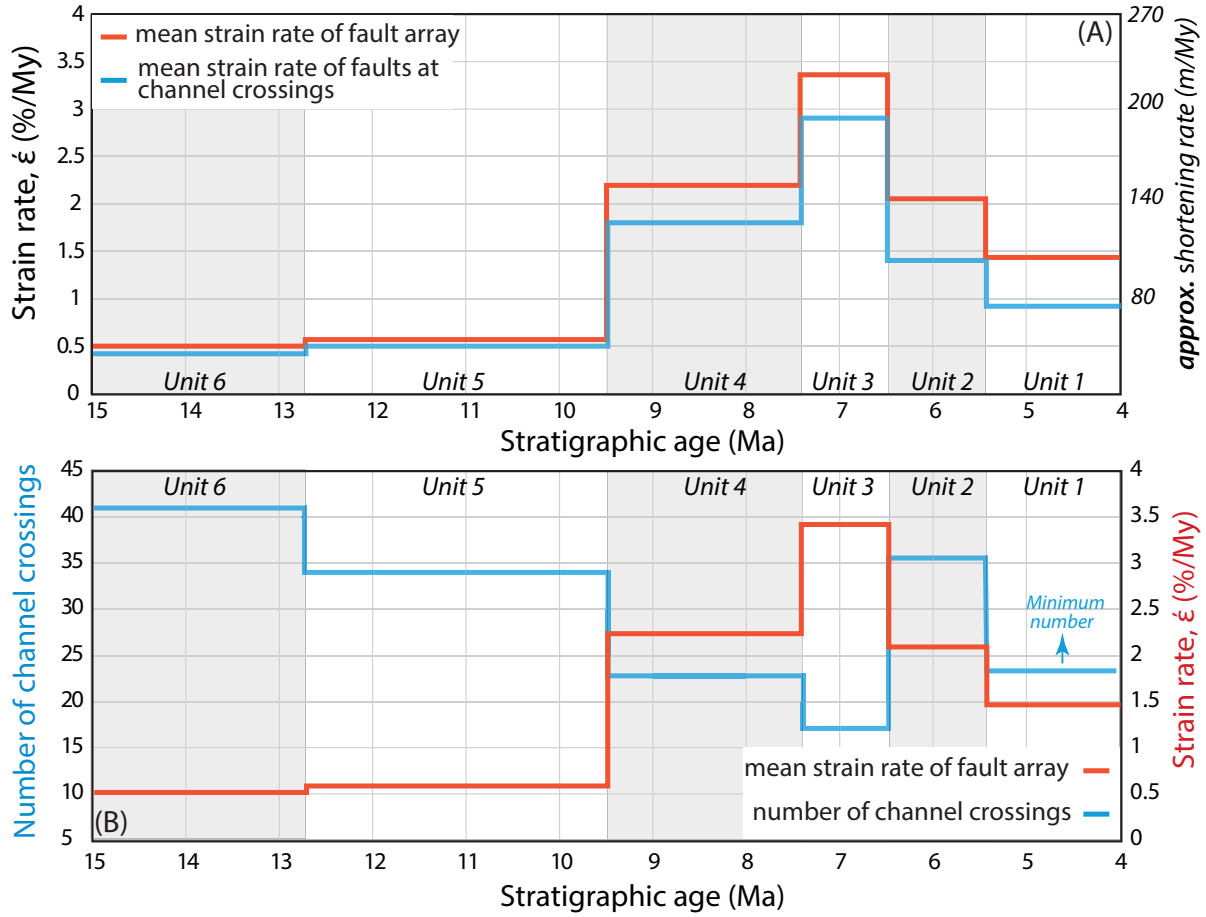 (A)
mean strain rate of fault array
mean strain rate of faults at
channel crossings
Strain rate, έ (%/My)
4
3.5
3
2.5
2
1.5
1
0.5
0
270
200
140
80
approx. shortening rate (m/My)
Unit 6 Unit 5 Unit 4 Unit 3 Unit 2 Unit 1
15 14 13 12 11 10 9 8 7 6 5 4
Stratigraphic age (Ma)
Number of channel crossings
45
40
35
30
25
20
15
10
5
Unit 6 Unit 5 Unit 4 Unit 3 Unit 2 Unit 1
Minimum
number
4
3.5
3
2.5
2
1.5
1
0.5
0
Strain rate, έ (%/My)
mean strain rate of fault array
number of channel crossings
(B)
15 14 13 12 11 10 9 8 7 6 5 4
Stratigraphic age (Ma)